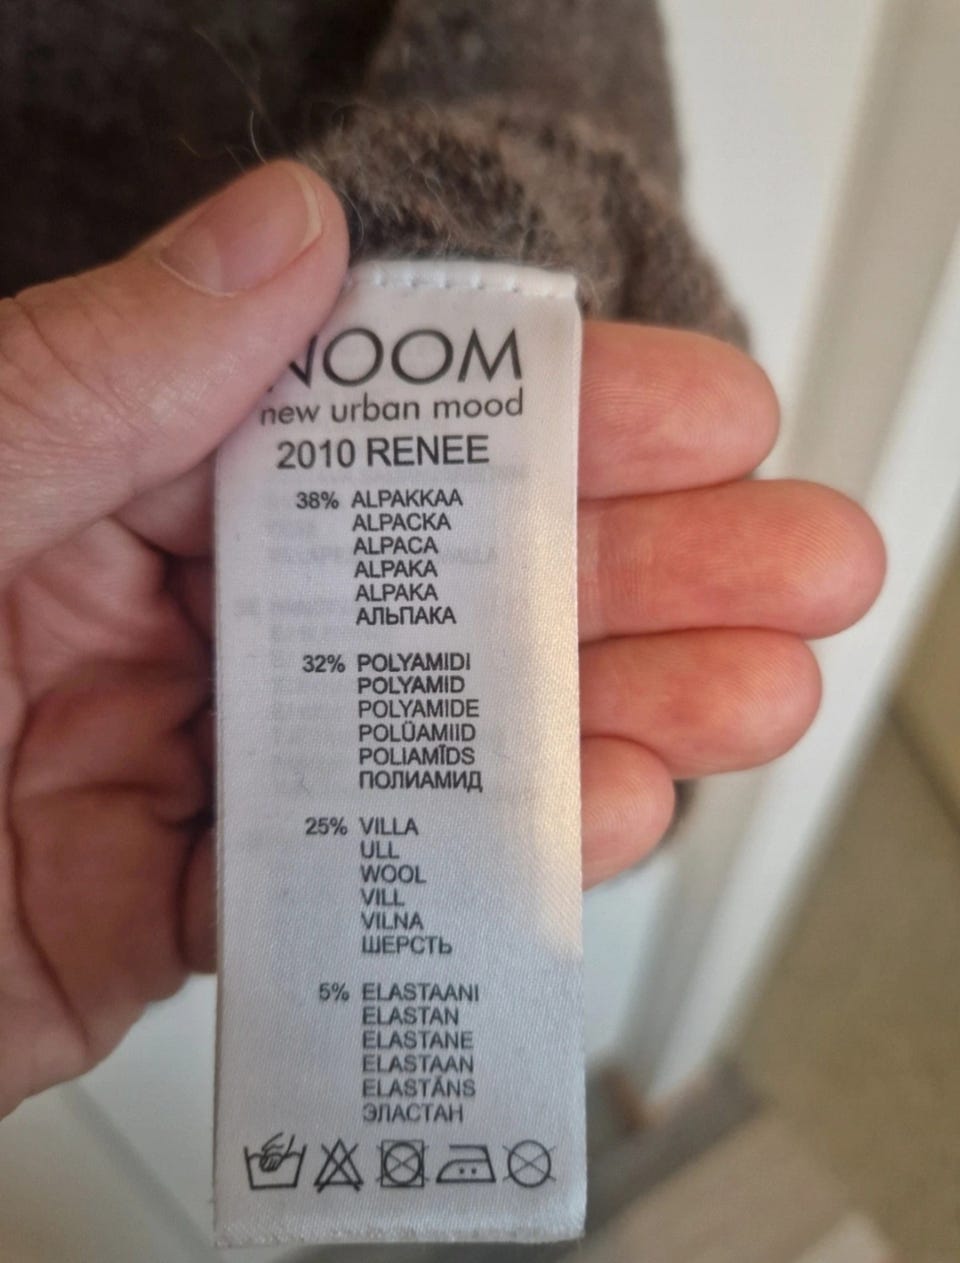 NOOM
new urban mood
2010 RENEE
38% ALPAKKAA
ALPACKA
ALPACA
ALPAKA
ALPAKA
АЛЬПАКА
32% POLYAMIDI
POLYAMID
POLYAMIDE
POLÜAMIID
POLIAMĪDS
ПОЛИАМИД
25% VILLA
ULL
WOOL
VILL
VILNA
ШЕРСТЬ
5% ELASTAANI
ELASTAN
ELASTANE
ELASTAAN
ELASTĀNS
ЭЛАСТАН